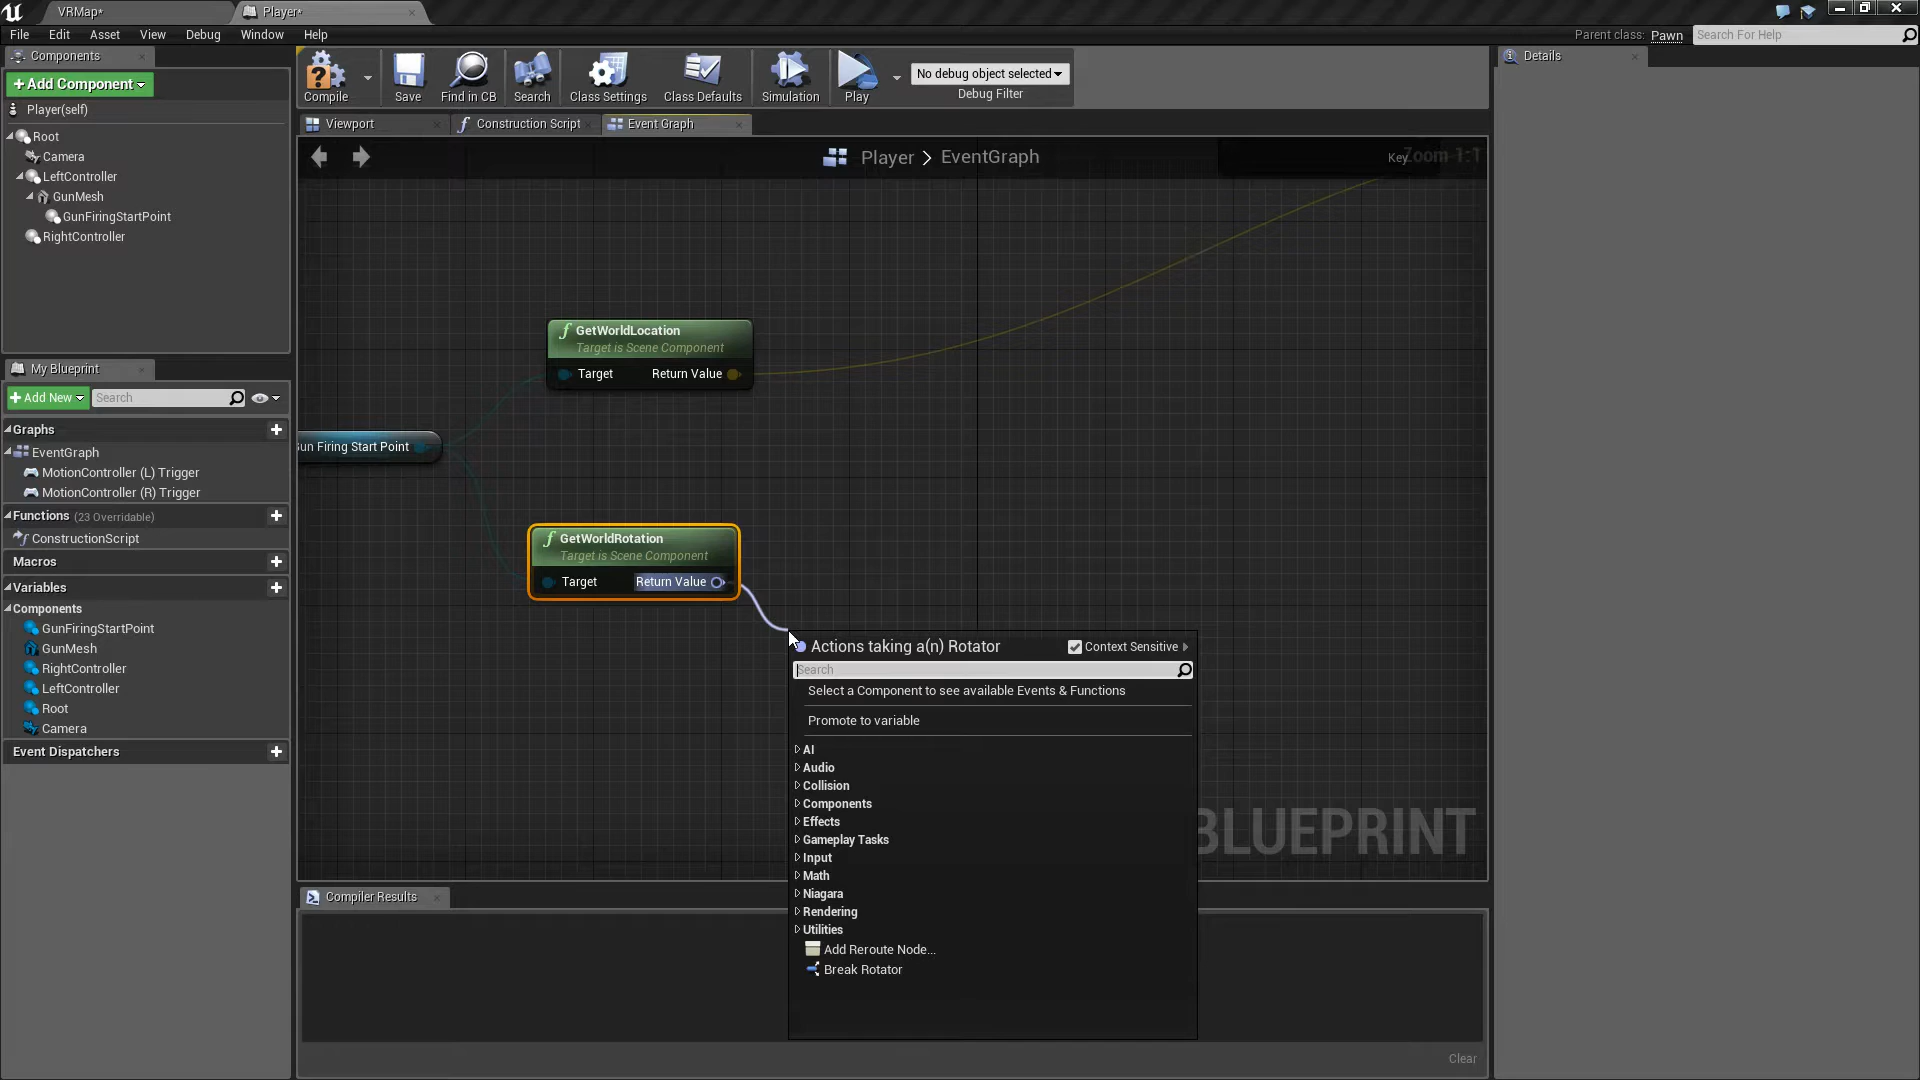 VRMap*
Player*
File
Edit
Asset
View
Debug
Window
Help
Parent class:
Pawn
Search For Help
Components
+Add Component
Player(self)
Root
Camera
LeftController
GunMesh
GunFiringStartPoint
RightController
Compile
Save
Find in CB
Search
Class Settings
Class Defaults
Simulation
Play
No debug object selected
Debug Filter
Details
Viewport
Construction Script
Event Graph
Player > EventGraph
Key
Zoom 1:1
GetWorldLocation
Target is Scene Component
Target
Return Value
Gun Firing Start Point
GetWorldRotation
Target is Scene Component
Target
Return Value
Actions taking a(n) Rotator
Context Sensitive
Search
Select a Component to see available Events & Functions
Promote to variable
AI
Audio
Collision
Components
Effects
Gameplay Tasks
Input
Math
Niagara
Rendering
Utilities
Add Reroute Node...
Break Rotator
BLUEPRINT
My Blueprint
+Add New
Search
Graphs
EventGraph
MotionController (L) Trigger
MotionController (R) Trigger
Functions (23 Overridable)
ConstructionScript
Macros
Variables
Components
GunFiringStartPoint
GunMesh
RightController
LeftController
Root
Camera
Event Dispatchers
Compiler Results
Clear